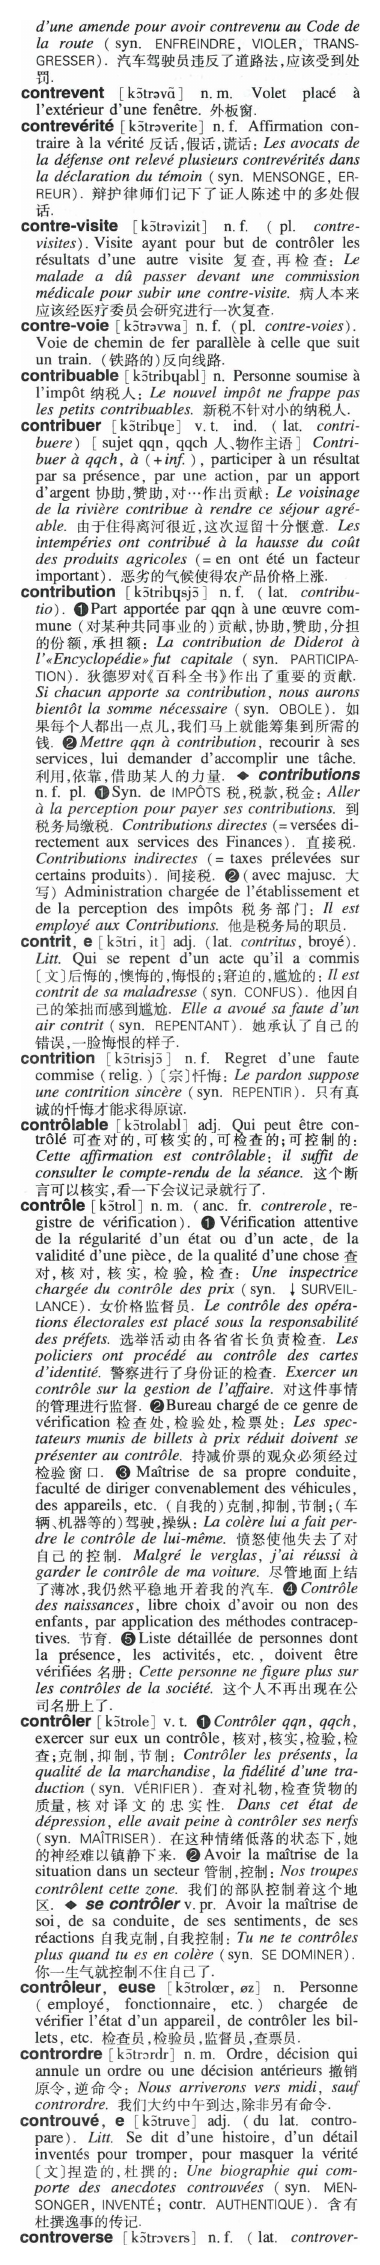 d'une amende pour avoir contrevenu au Code de
la route (syn. ENFREINDRE, VIOLER, TRANS-
GRESSER). 汽车驾驶员违反了道路法,应该受到处
罚.
contrevent [kɔ̃trəvɑ̃] n. m. Volet placé à
l'extérieur d'une fenêtre. 外板窗.
contrevérité [kɔ̃trəverite] n. f. Affirmation con-
traire à la vérité 反话,假话,谎话: Les avocats de
la défense ont relevé plusieurs contrevérités dans
la déclaration du témoin (syn. MENSONGE, ER-
REUR). 辩护律师们记下了证人陈述中的多处假
话.
contre-visite [kɔ̃trəvizit] n. f. ( pl. contre-
visites). Visite ayant pour but de contrôler les
résultats d'une autre visite 复查,再检查: Le
malade a dû passer devant une commission
médicale pour subir une contre-visite. 病人本来
应该经医疗委员会研究进行一次复查.
contre-voie [kɔ̃trəvwa] n. f. (pl. contre-voies).
Voie de chemin de fer parallèle à celle que suit
un train. (铁路的)反向线路.
contribuable [kɔ̃tribɥabl] n. Personne soumise à
l'impôt 纳税人: Le nouvel impôt ne frappe pas
les petits contribuables. 新税不针对小的纳税人.
contribuer [kɔ̃tribɥe] v. t. ind. ( lat. contri-
buere) [ sujet qqn, qqch 人、物作主语] Contri-
buer à qqch, à (+inf.), participer à un résultat
par sa présence, par une action, par un apport
d'argent 协助,赞助,对…作出贡献: Le voisinage
de la rivière contribue à rendre ce séjour agré-
able. 由于住得离河很近,这次逗留十分惬意. Les
intempéries ont contribué à la hausse du coût
des produits agricoles (= en ont été un facteur
important). 恶劣的气候使得农产品价格上涨.
contribution [kɔ̃tribysjɔ̃] n. f. ( lat. contribu-
tio). ❶Part apportée par qqn à une œuvre com-
mune (对某种共同事业的)贡献,协助,赞助,分担
的份额,承担额: La contribution de Diderot à
l'«Encyclopédie» fut capitale ( syn. PARTICIPA-
TION). 狄德罗对《百科全书》作出了重要的贡献.
Si chacun apporte sa contribution, nous aurons
bientôt la somme nécessaire (syn. OBOLE). 如
果每个人都出一点儿,我们马上就能筹集到所需的
钱. ❷Mettre qqn à contribution, recourir à ses
services, lui demander d'accomplir une tâche.
利用,依靠,借助某人的力量. ◆ contributions
n. f. pl. ❶Syn. de IMPÔTS 税,税款,税金: Aller
à la perception pour payer ses contributions. 到
税务局缴税. Contributions directes (= versées di-
rectement aux services des Finances). 直接税.
Contributions indirectes ( = taxes prélevées sur
certains produits). 间接税. ❷(avec majusc. 大
写) Administration chargée de l'établissement et
de la perception des impôts 税务部门: Il est
employé aux Contributions. 他是税务局的职员.
contrit, e [kɔ̃tri, it] adj. (lat. contritus, broyé).
Litt. Qui se repent d'un acte qu'il a commis
[文]后悔的,懊悔的,悔恨的;窘迫的,尴尬的: Il est
contrit de sa maladresse (syn. CONFUS). 他因自
己的笨拙而感到尴尬. Elle a avoué sa faute d'un
air contrit (syn. REPENTANT). 她承认了自己的
错误,一脸悔恨的样子.
contrition [kɔ̃trisjɔ̃] n. f. Regret d'une faute
commise (relig.) 〔宗〕忏悔: Le pardon suppose
une contrition sincère (syn. REPENTIR). 只有真
诚的忏悔才能求得原谅.
contrôlable [kɔ̃trolabl] adj. Qui peut être con-
trôlé 可查对的,可核实的,可检查的;可控制的:
Cette affirmation est contrôlable: il suffit de
consulter le compte-rendu de la séance. 这个断
言可以核实,看一下会议记录就行了.
contrôle [kɔ̃trol] n. m. (anc. fr. contrerole, re-
gistre de vérification). ❶ Vérification attentive
de la régularité d'un état ou d'un acte, de la
validité d'une pièce, de la qualité d'une chose 查
对,核对,核实,检验,检查: Une inspectrice
chargée du contrôle des prix (syn. ↓ SURVEIL-
LANCE). 女价格监督员. Le contrôle des opéra-
tions électorales est placé sous la responsabilité
des préfets. 选举活动由各省省长负责检查. Les
policiers ont procédé au contrôle des cartes
d'identité. 警察进行了身份证的检查. Exercer un
contrôle sur la gestion de l'affaire. 对这件事情
的管理进行监督. ❷Bureau chargé de ce genre de
vérification 检查处,检验处,检票处: Les spec-
tateurs munis de billets à prix réduit doivent se
présenter au contrôle. 持减价票的观众必须经过
检验窗口. ❸ Maîtrise de sa propre conduite,
faculté de diriger convenablement des véhicules,
des appareils, etc. (自我的)克制,抑制,节制;(车
辆、机器等的)驾驶,操纵: La colère lui a fait per-
dre le contrôle de lui-même. 愤怒使他失去了对
自己的控制. Malgré le verglas, j'ai réussi à
garder le contrôle de ma voiture. 尽管地面上结
了薄冰,我仍然平稳地开着我的汽车. ❹ Contrôle
des naissances, libre choix d'avoir ou non des
enfants, par application des méthodes contracep-
tives. 节育. ❺ Liste détaillée de personnes dont
la présence, les activités, etc., doivent être
vérifiées 名册: Cette personne ne figure plus sur
les contrôles de la société. 这个人不再出现在公
司名册上了.
contrôler [kɔ̃trole] v. t. ❶ Contrôler qqn, qqch,
exercer sur eux un contrôle, 核对,核实,检验,检
查;克制,抑制,节制: Contrôler les présents, la
qualité de la marchandise, la fidélité d'une tra-
duction (syn. VÉRIFIER). 查对礼物,检查货物的
质量,核对译文的忠实性. Dans cet état de
dépression, elle avait peine à contrôler ses nerfs
(syn. MAÎTRISER). 在这种情绪低落的状态下,她
的神经难以镇静下来. ❷ Avoir la maîtrise de la
situation dans un secteur 管制,控制: Nos troupes
contrôlent cette zone. 我们的部队控制着这个地
区. ◆ se contrôler v. pr. Avoir la maîtrise de
soi, de sa conduite, de ses sentiments, de ses
réactions 自我克制,自我控制: Tu ne te contrôles
plus quand tu es en colère (syn. SE DOMINER).
你一生气就控制不住自己了.
contrôleur, euse [kɔ̃trolœr, øz] n. Personne
( employé, fonctionnaire, etc.) chargée de
vérifier l'état d'un appareil, de contrôler les bil-
lets, etc. 检查员,检验员,监督员,查票员.
contrordre [kɔ̃trɔrdr] n. m. Ordre, décision qui
annule un ordre ou une décision antérieurs 撤销
原令,逆命令: Nous arriverons vers midi, sauf
contrordre. 我们大约中午到达,除非另有命令.
controuvé, e [kɔ̃truve] adj. (du lat. contro-
pare). Litt. Se dit d'une histoire, d'un détail
inventés pour tromper, pour masquer la vérité
[文]捏造的,杜撰的: Une biographie qui com-
porte des anecdotes controuvées ( syn. MEN-
SONGER, INVENTÉ; contr. AUTHENTIQUE). 含有
杜撰逸事的传记.
controverse [kɔ̃trɔvɛrs] n. f. ( lat. controver-